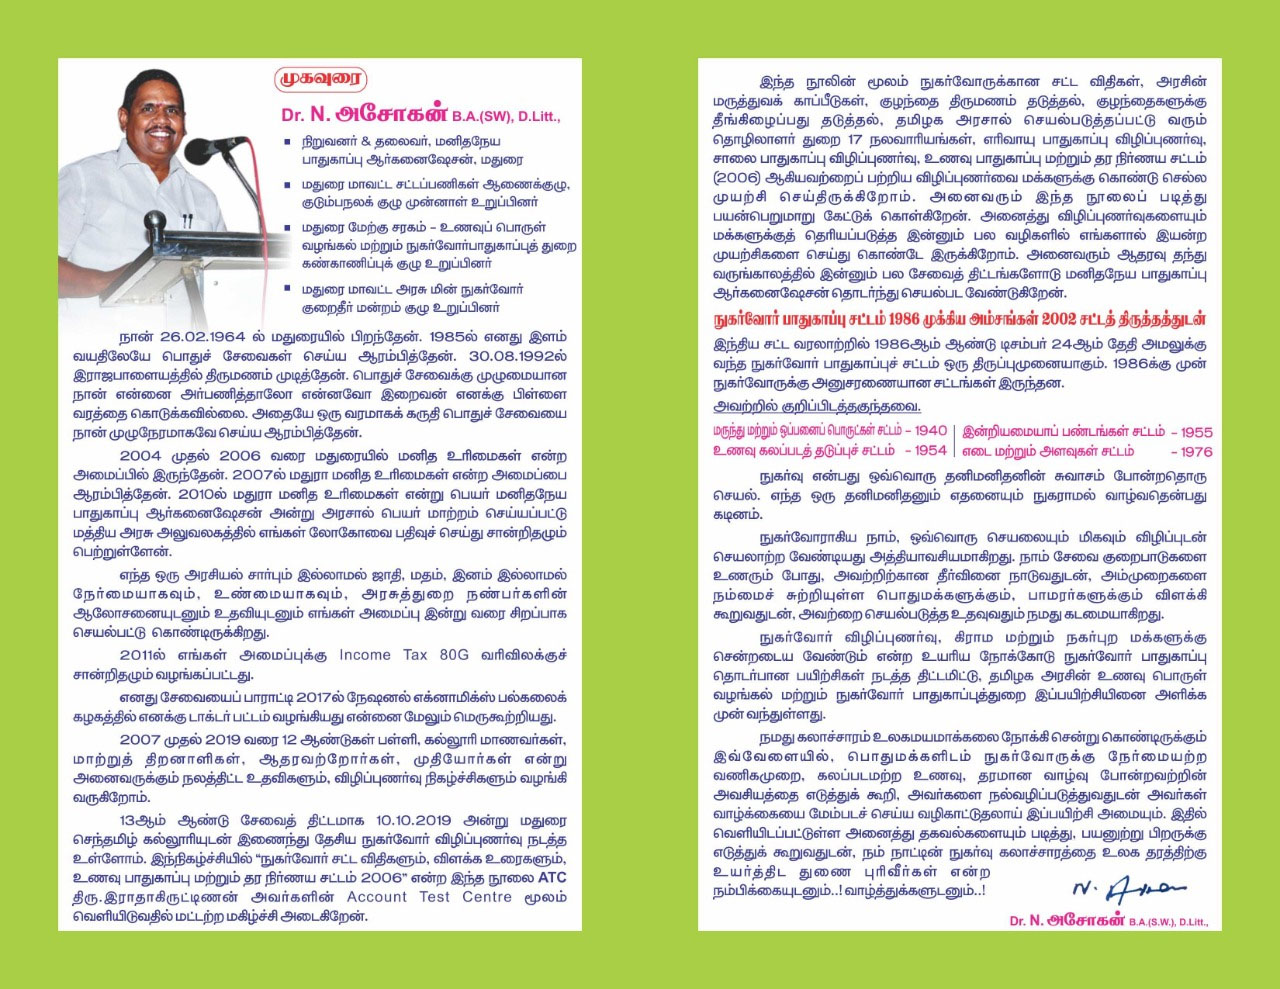 முகவுரை
Dr. N. அசோகன் B.A.(SW), D.Litt.,
▪ நிறுவனர் & தலைவர், மனிதநேய
பாதுகாப்பு ஆர்கனைஷேசன், மதுரை
▪ மதுரை மாவட்ட சட்டப்பணிகள் ஆணைக்குழு,
குடும்பநலக் குழு முன்னாள் உறுப்பினர்
▪ மதுரை மேற்கு சரகம் – உணவுப் பொருள்
வழங்கல் மற்றும் நுகர்வோர்பாதுகாப்புத் துறை
கண்காணிப்புக் குழு உறுப்பினர்
▪ மதுரை மாவட்ட அரசு மின் நுகர்வோர்
குறைதீர் மன்றம் குழு உறுப்பினர்
நான் 26.02.1964 ல் மதுரையில் பிறந்தேன். 1985ல் எனது இளம்
வயதிலேயே பொதுச் சேவைகள் செய்ய ஆரம்பித்தேன். 30.08.1992ல்
இராஜபாளையத்தில் திருமணம் முடித்தேன். பொதுச் சேவைக்கு முழுமையான
நான் என்னை அர்பணித்தாலோ என்னவோ இறைவன் எனக்கு பிள்ளை
வரத்தை கொடுக்கவில்லை. அதையே ஒரு வரமாகக் கருதி பொதுச் சேவையை
நான் முழுநேரமாகவே செய்ய ஆரம்பித்தேன்.
2004 முதல் 2006 வரை மதுரையில் மனித உரிமைகள் என்ற
அமைப்பில் இருந்தேன். 2007ல் மதுரா மனித உரிமைகள் என்ற அமைப்பை
ஆரம்பித்தேன். 2010ல் மதுரா மனித உரிமைகள் என்று பெயர் மனிதநேய
பாதுகாப்பு ஆர்கனைஷேசன் அன்று அரசால் பெயர் மாற்றம் செய்யப்பட்டு
மத்திய அரசு அலுவலகத்தில் எங்கள் லோகோவை பதிவுச் செய்து சான்றிதழும்
பெற்றுள்ளேன்.
எந்த ஒரு அரசியல் சார்பும் இல்லாமல் ஜாதி, மதம், இனம் இல்லாமல்
நேர்மையாகவும், உண்மையாகவும், அரசுத்துறை நண்பர்களின்
ஆலோசனையுடனும் உதவியுடனும் எங்கள் அமைப்பு இன்று வரை சிறப்பாக
செயல்பட்டு கொண்டிருக்கிறது.
2011ல் எங்கள் அமைப்புக்கு Income Tax 80G வரிவிலக்குச்
சான்றிதழும் வழங்கப்பட்டது.
எனது சேவையைப் பாராட்டி 2017ல் நேஷனல் எக்னாமிக்ஸ் பல்கலைக்
கழகத்தில் எனக்கு டாக்டர் பட்டம் வழங்கியது என்னை மேலும் மெருகூற்றியது.
2007 முதல் 2019 வரை 12 ஆண்டுகள் பள்ளி, கல்லூரி மாணவர்கள்,
மாற்றுத் திறனாளிகள், ஆதரவற்றோர்கள், முதியோர்கள் என்று
அனைவருக்கும் நலத்திட்ட உதவிகளும், விழிப்புணர்வு நிகழ்ச்சிகளும் வழங்கி
வருகிறோம்.
13ஆம் ஆண்டு சேவைத் திட்டமாக 10.10.2019 அன்று மதுரை
செந்தமிழ் கல்லூரியுடன் இணைந்து தேசிய நுகர்வோர் விழிப்புணர்வு நடத்த
உள்ளோம். இந்நிகழ்ச்சியில் "நுகர்வோர் சட்ட விதிகளும், விளக்க உரைகளும்,
உணவு பாதுகாப்பு மற்றும் தர நிர்ணய சட்டம் 2006" என்ற இந்த நூலை ATC
திரு.இராதாகிருட்டிணன் அவர்களின் Account Test Centre மூலம்
வெளியிடுவதில் மட்டற்ற மகிழ்ச்சி அடைகிறேன்.
இந்த நூலின் மூலம் நுகர்வோருக்கான சட்ட விதிகள், அரசின்
மருத்துவக் காப்பீடுகள், குழந்தை திருமணம் தடுத்தல், குழந்தைகளுக்கு
தீங்கிழைப்பது தடுத்தல், தமிழக அரசால் செயல்படுத்தப்பட்டு வரும்
தொழிலாளர் துறை 17 நலவாரியங்கள், எரிவாயு பாதுகாப்பு விழிப்புணர்வு,
சாலை பாதுகாப்பு விழிப்புணர்வு, உணவு பாதுகாப்பு மற்றும் தர நிர்ணய சட்டம்
(2006) ஆகியவற்றைப் பற்றிய விழிப்புணர்வை மக்களுக்கு கொண்டு செல்ல
முயற்சி செய்திருக்கிறோம். அனைவரும் இந்த நூலைப் படித்து
பயன்பெறுமாறு கேட்டுக் கொள்கிறேன். அனைத்து விழிப்புணர்வுகளையும்
மக்களுக்குத் தெரியப்படுத்த இன்னும் பல வழிகளில் எங்களால் இயன்ற
முயற்சிகளை செய்து கொண்டே இருக்கிறோம். அனைவரும் ஆதரவு தந்து
வருங்காலத்தில் இன்னும் பல சேவைத் திட்டங்களோடு மனிதநேய பாதுகாப்பு
ஆர்கனைஷேசன் தொடர்ந்து செயல்பட வேண்டுகிறேன்.
நுகர்வோர் பாதுகாப்பு சட்டம் 1986 முக்கிய அம்சங்கள் 2002 சட்டத் திருத்தத்துடன்
இந்திய சட்ட வரலாற்றில் 1986ஆம் ஆண்டு டிசம்பர் 24ஆம் தேதி அமலுக்கு
வந்த நுகர்வோர் பாதுகாப்புச் சட்டம் ஒரு திருப்புமுனையாகும். 1986க்கு முன்
நுகர்வோருக்கு அனுசரணையான சட்டங்கள் இருந்தன.
அவற்றில் குறிப்பிடத்தகுந்தவை.
மருந்து மற்றும் ஒப்பனைப் பொருட்கள் சட்டம் – 1940 இன்றியமையாப் பண்டங்கள் சட்டம் – 1955
உணவு கலப்படத் தடுப்புச் சட்டம் – 1954 எடை மற்றும் அளவுகள் சட்டம் – 1976
நுகர்வு என்பது ஒவ்வொரு தனிமனிதனின் சுவாசம் போன்றதொரு
செயல். எந்த ஒரு தனிமனிதனும் எதனையும் நுகராமல் வாழ்வதென்பது
கடினம்.
நுகர்வோராகிய நாம், ஒவ்வொரு செயலையும் மிகவும் விழிப்புடன்
செயலாற்ற வேண்டியது அத்தியாவசியமாகிறது. நாம் சேவை குறைபாடுகளை
உணரும் போது, அவற்றிற்கான தீர்வினை நாடுவதுடன், அம்முறைகளை
நம்மைச் சுற்றியுள்ள பொதுமக்களுக்கும், பாமரர்களுக்கும் விளக்கி
கூறுவதுடன், அவற்றை செயல்படுத்த உதவுவதும் நமது கடமையாகிறது.
நுகர்வோர் விழிப்புணர்வு, கிராம மற்றும் நகர்புற மக்களுக்கு
சென்றடைய வேண்டும் என்ற உயரிய நோக்கோடு நுகர்வோர் பாதுகாப்பு
தொடர்பான பயிற்சிகள் நடத்த திட்டமிட்டு, தமிழக அரசின் உணவு பொருள்
வழங்கல் மற்றும் நுகர்வோர் பாதுகாப்புத்துறை இப்பயிற்சியினை அளிக்க
முன் வந்துள்ளது.
நமது கலாச்சாரம் உலகமயமாக்கலை நோக்கி சென்று கொண்டிருக்கும்
இவ்வேளையில், பொதுமக்களிடம் நுகர்வோருக்கு நேர்மையற்ற
வணிகமுறை, கலப்படமற்ற உணவு, தரமான வாழ்வு போன்றவற்றின்
அவசியத்தை எடுத்துக் கூறி, அவர்களை நல்வழிப்படுத்துவதுடன் அவர்கள்
வாழ்க்கையை மேம்படச் செய்ய வழிகாட்டுதலாய் இப்பயிற்சி அமையும். இதில்
வெளியிடப்பட்டுள்ள அனைத்து தகவல்களையும் படித்து, பயனுற்று பிறருக்கு
எடுத்துக் கூறுவதுடன், நம் நாட்டின் நுகர்வு கலாச்சாரத்தை உலக தரத்திற்கு
உயர்த்திட துணை புரிவீர்கள் என்ற
நம்பிக்கையுடனும்..! வாழ்த்துக்களுடனும்..!
Dr. N. அசோகன் B.A.(S.W.), D.Litt.,